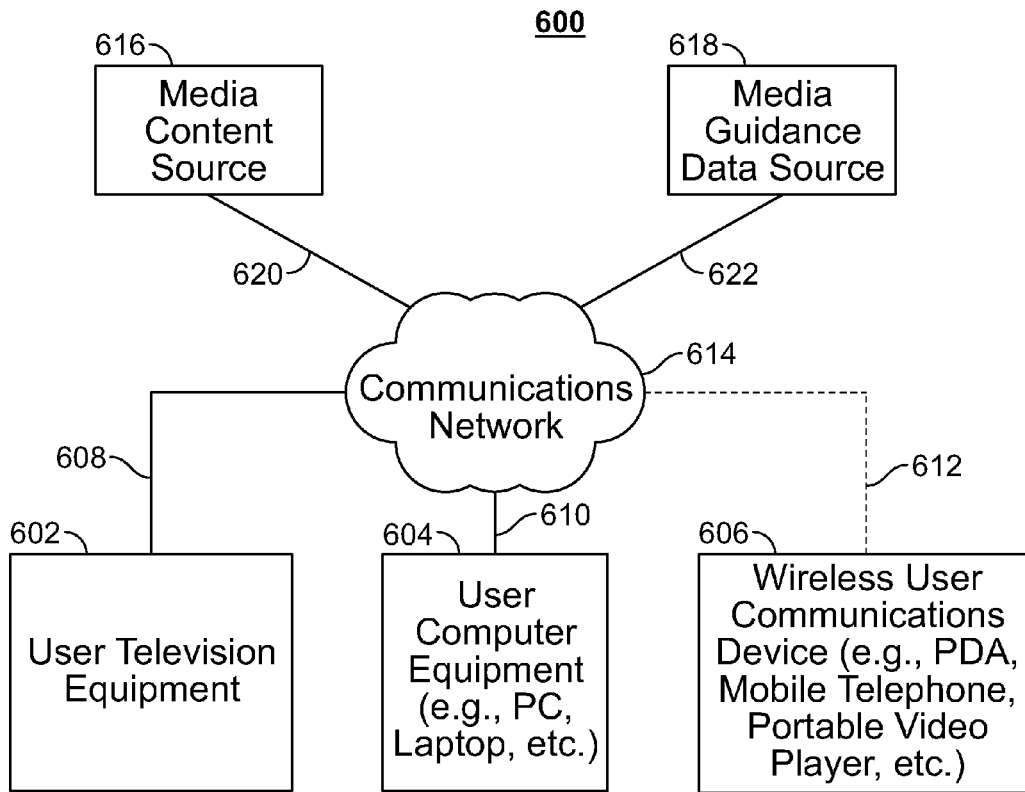 600
616
Media
Content
Source
618
Media
Guidance
Data Source
620
622
614
Communications
Network
608
612
610
602
User Television
Equipment
604
User
Computer
Equipment
(e.g., PC,
Laptop, etc.)
606
Wireless User
Communications
Device (e.g., PDA,
Mobile Telephone,
Portable Video
Player, etc.)